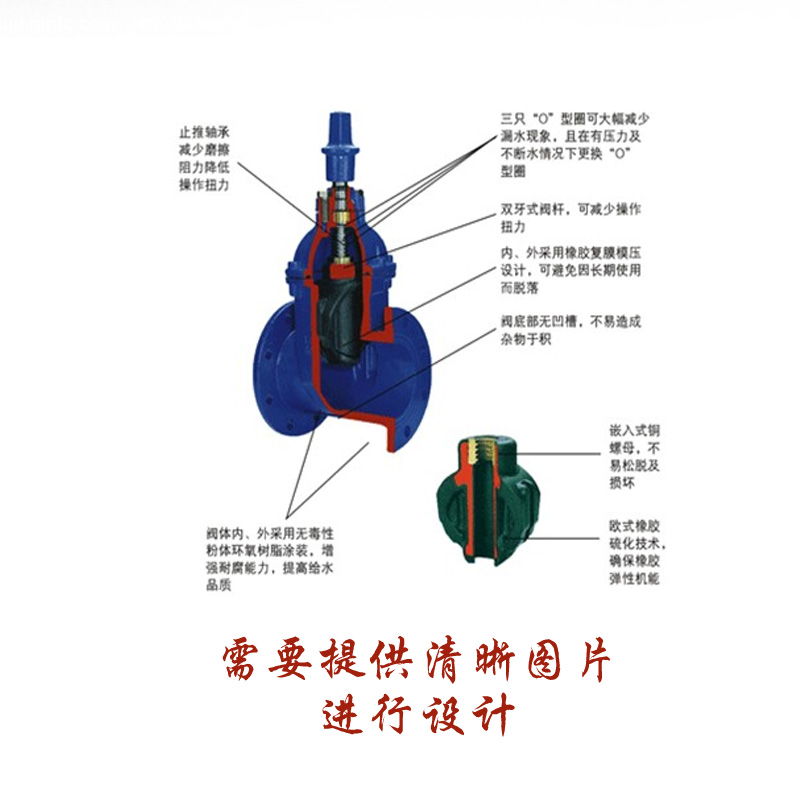 止推轴承
减少磨擦
阻力降低
操作扭力
三只“O”型圈可大幅减少
漏水现象，且在有压力及
不断水情况下更换“O”
型圈
双牙式阀杆，可减少操作
扭力
内、外采用橡胶复膜模压
设计，可避免因长期使用
而脱落
阀底部无凹槽，不易造成
杂物于积
嵌入式铜
螺母，不
易松脱及
损坏
欧式橡胶
硫化技术，
确保橡胶
弹性机能
阀体内、外采用无毒性
粉体环氧树脂涂装，增
强耐腐能力，提高给水
品质
需要提供清晰图片
进行设计